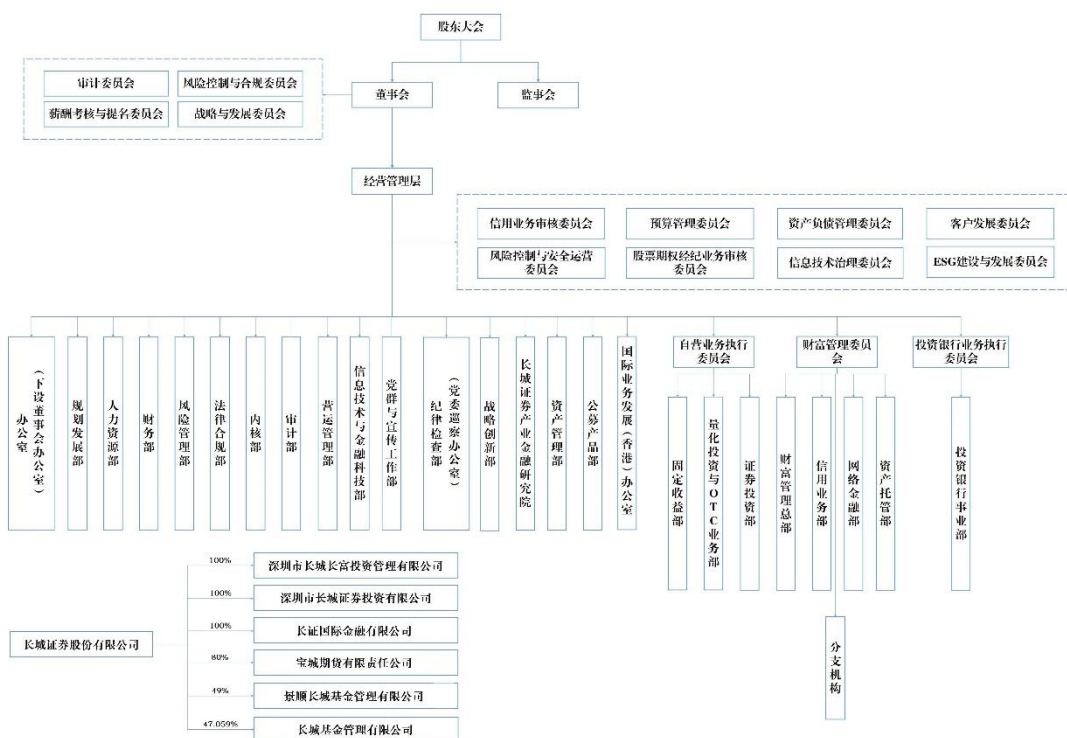 股东大会
审计委员会
风险控制与合规委员会
薪酬考核与提名委员会
战略与发展委员会
董事会
监事会
经营管理层
信用业务审核委员会
预算管理委员会
资产负债管理委员会
客户发展委员会
风险控制与安全运营
委员会
股票期权经纪业务审核
委员会
信息技术治理委员会
ESG建设与发展委员会
办公室
（下设董事会办公室）
规划发展部
人力资源部
财务部
风险管理部
法律合规部
内核部
审计部
营运管理部
信息技术与金融科技部
党群与宣传工作部
纪律检查部
（党委巡察办公室）
战略创新部
长城证券产业金融研究院
资产管理部
公募产品部
国际业务发展（香港）办公室
自营业务执行
委员会
财富管理委员
会
投资银行业务执行
委员会
固定收益部
量化投资与OTC业务部
证券投资部
财富管理总部
信用业务部
网络金融部
资产托管部
投资银行事业部
分支机构
长城证券股份有限公司
100%
深圳市长城长富投资管理有限公司
100%
深圳市长城证券投资有限公司
100%
长证国际金融有限公司
80%
宝城期货有限责任公司
49%
景顺长城基金管理有限公司
47.059%
长城基金管理有限公司